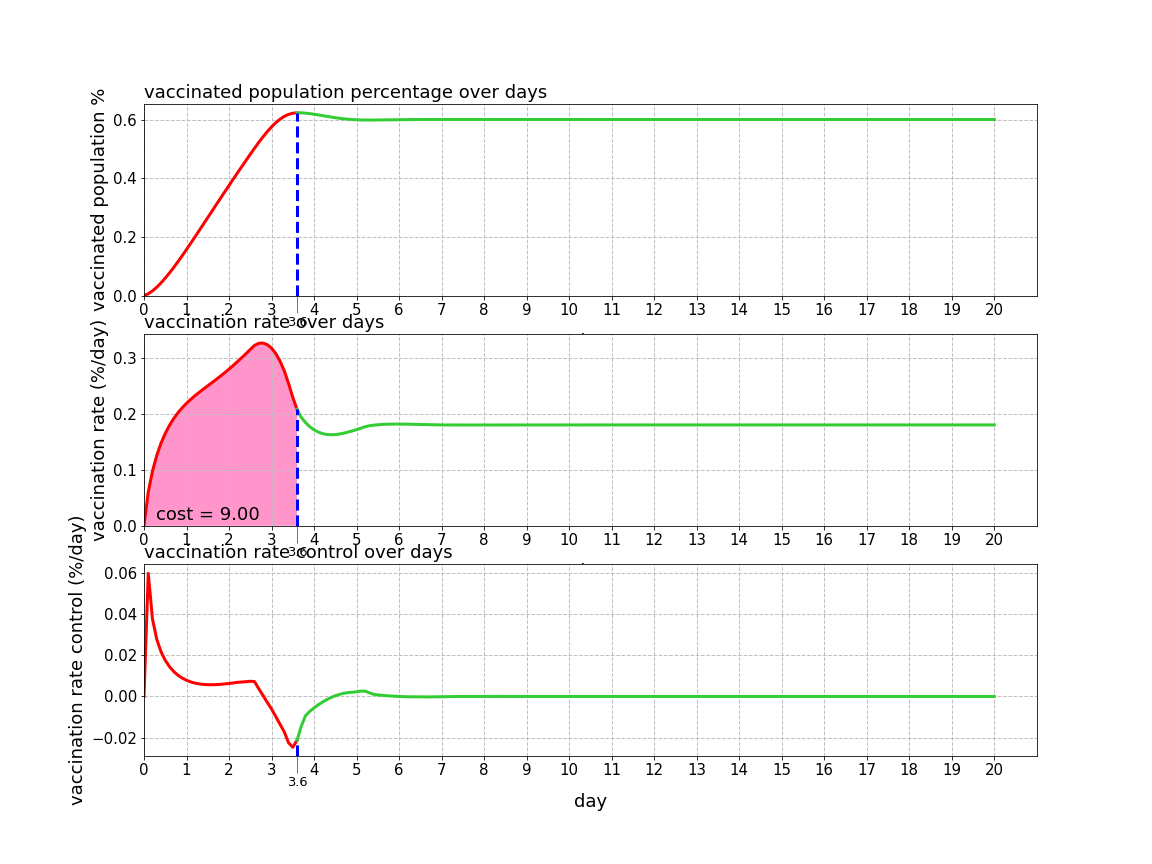 vaccinated population percentage over days
vaccinated population %
0.6
0.4
0.2
0.0
0 1 2 3 4 5 6 7 8 9 10 11 12 13 14 15 16 17 18 19 20
3.6
vaccination rate over days
vaccination rate (%/day)
0.3
0.2
0.1
0.0
cost = 9.00
0 1 2 3 4 5 6 7 8 9 10 11 12 13 14 15 16 17 18 19 20
3.6
vaccination rate control over days
vaccination rate control (%/day)
0.06
0.04
0.02
0.00
−0.02
0 1 2 3 4 5 6 7 8 9 10 11 12 13 14 15 16 17 18 19 20
3.6
day